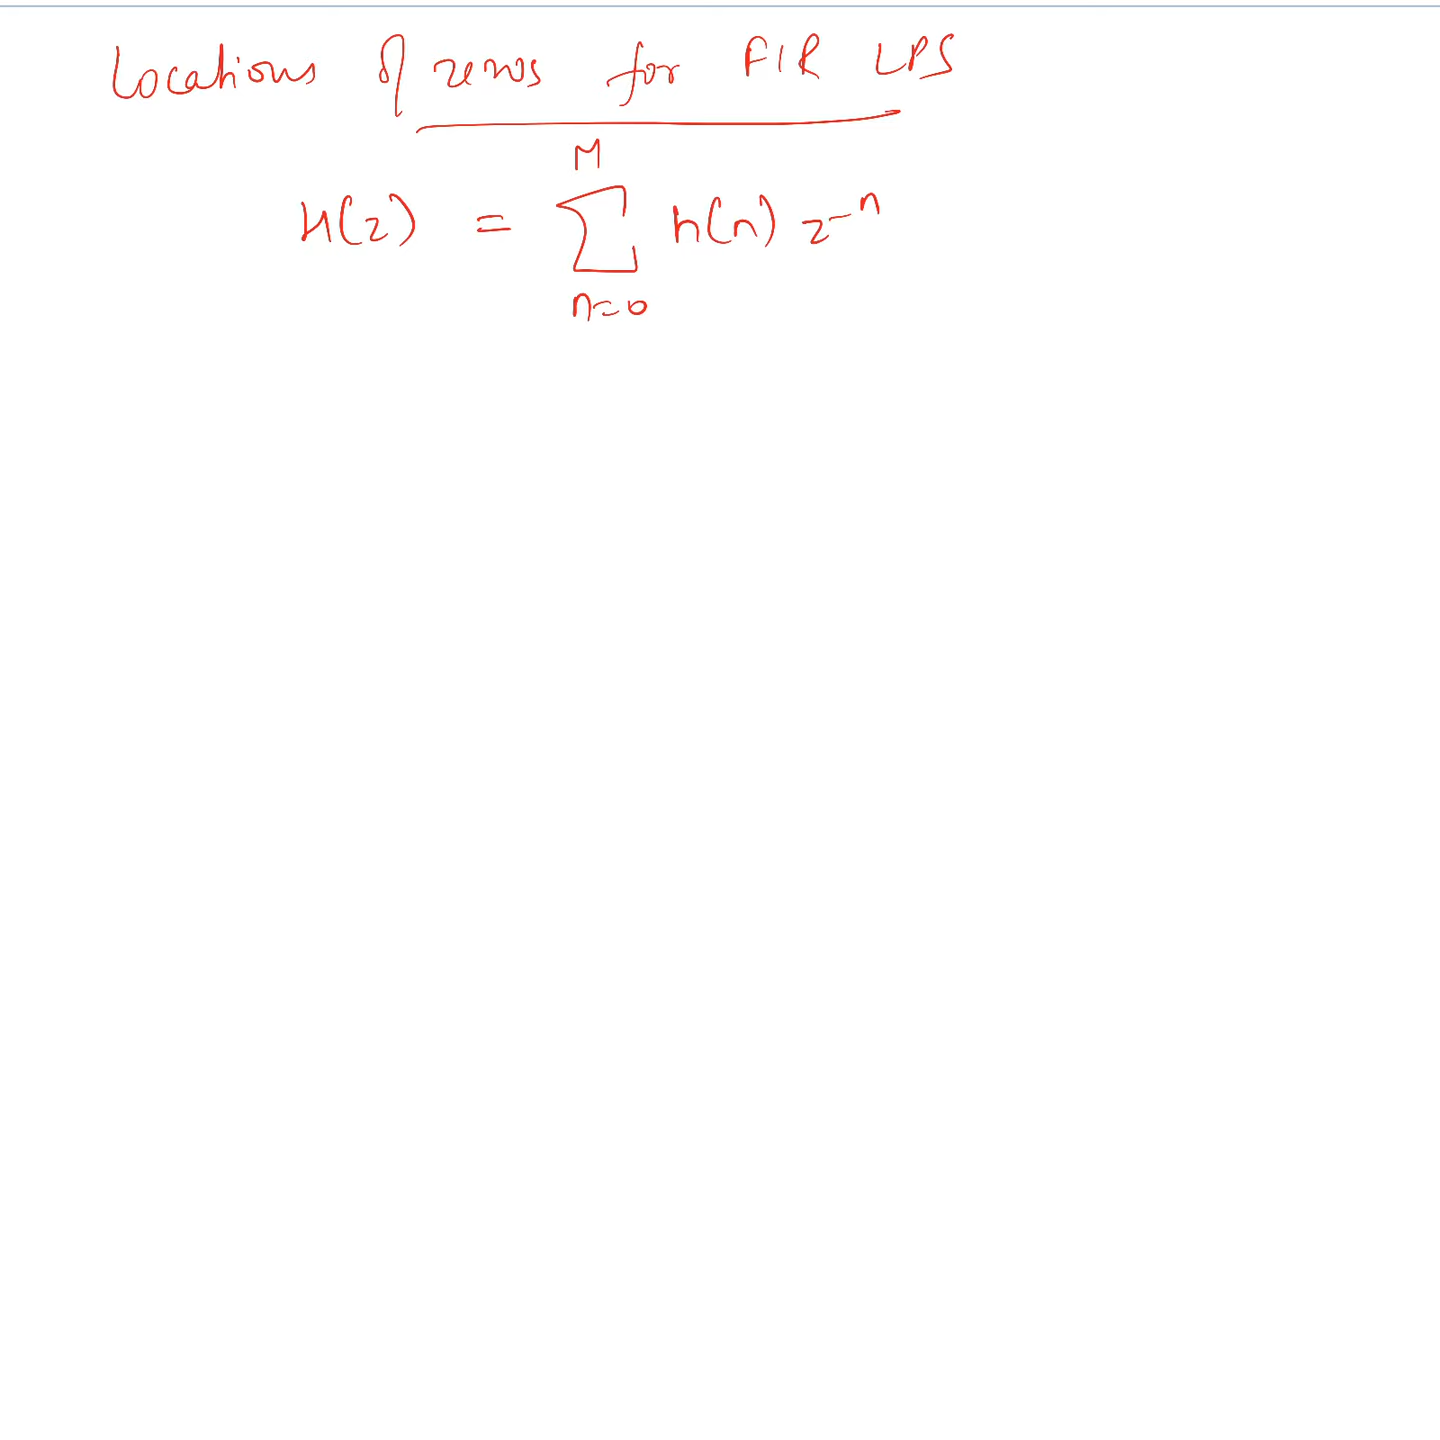 Locations of zeros for FIR LPS
M
H(z) = ∑ h(n) z⁻ⁿ
n=0